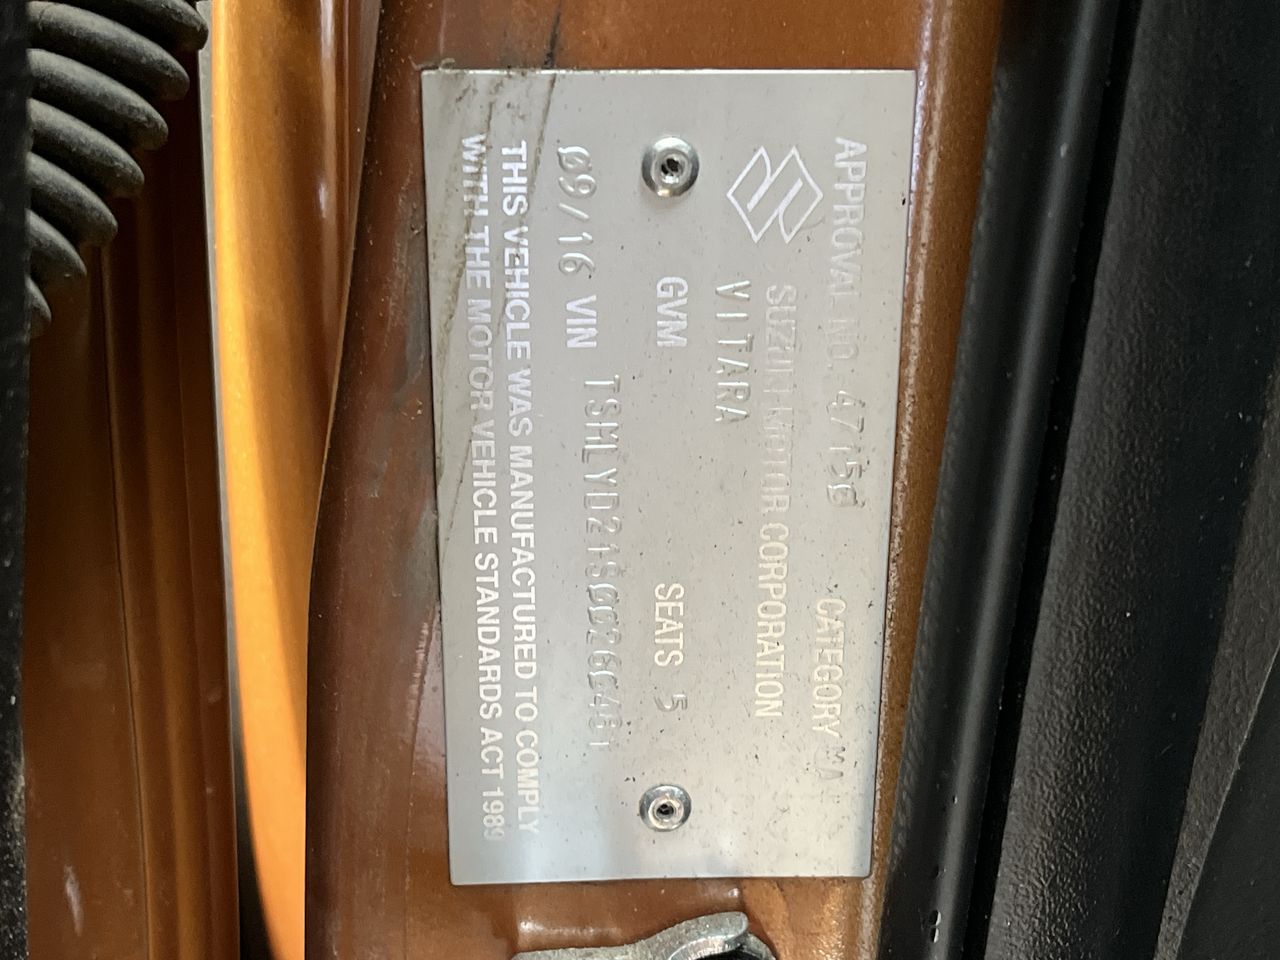 APPROVAL NO. 47150 CATEGORY MA
SUZUKI MOTOR CORPORATION
VITARA
GVM SEATS 5
09/16 VIN
THIS VEHICLE WAS MANUFACTURED TO COMPLY
WITH THE MOTOR VEHICLE STANDARDS ACT 1989